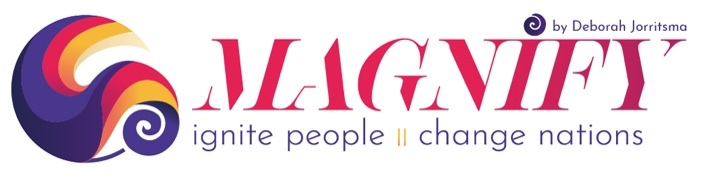 by Deborah Jorritsma
MAGNIFY
ignite people || change nations